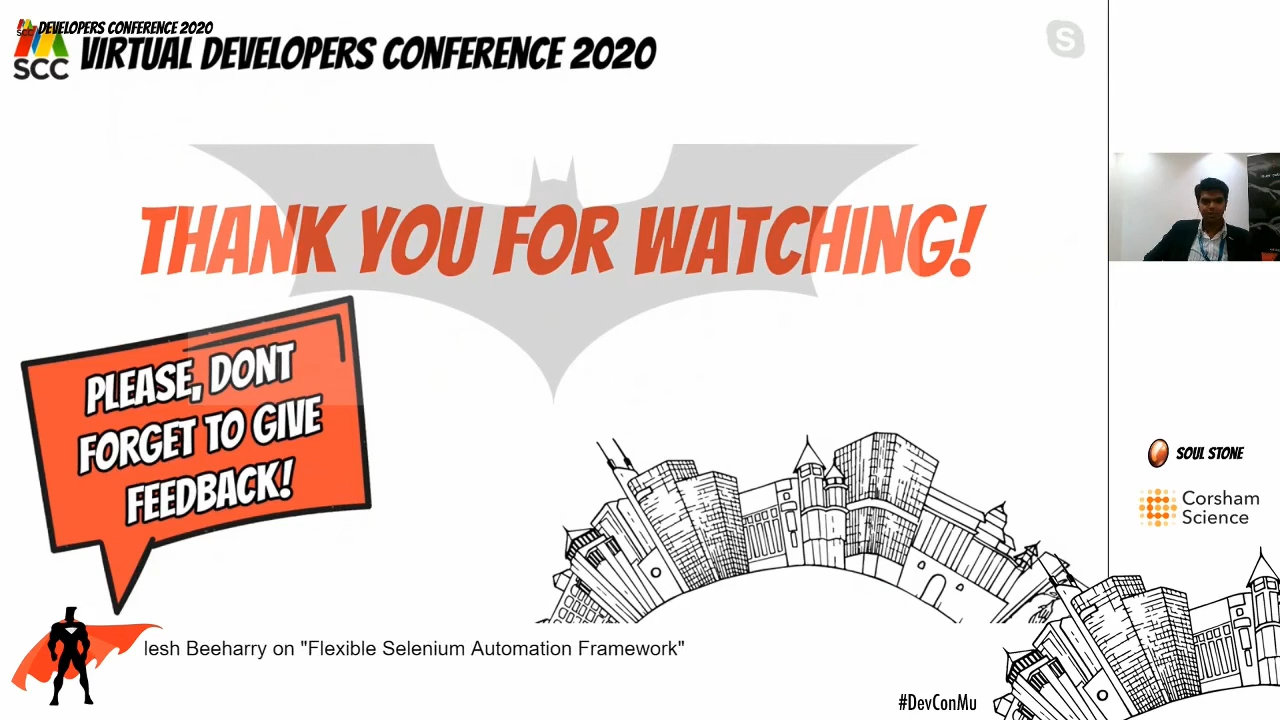 DEVELOPERS CONFERENCE 2020
SCC
SCC VIRTUAL DEVELOPERS CONFERENCE 2020
THANK YOU FOR WATCHING!
PLEASE, DONT
FORGET TO GIVE
FEEDBACK!
SOUL STONE
Corsham
Science
lesh Beeharry on "Flexible Selenium Automation Framework"
#DevConMu